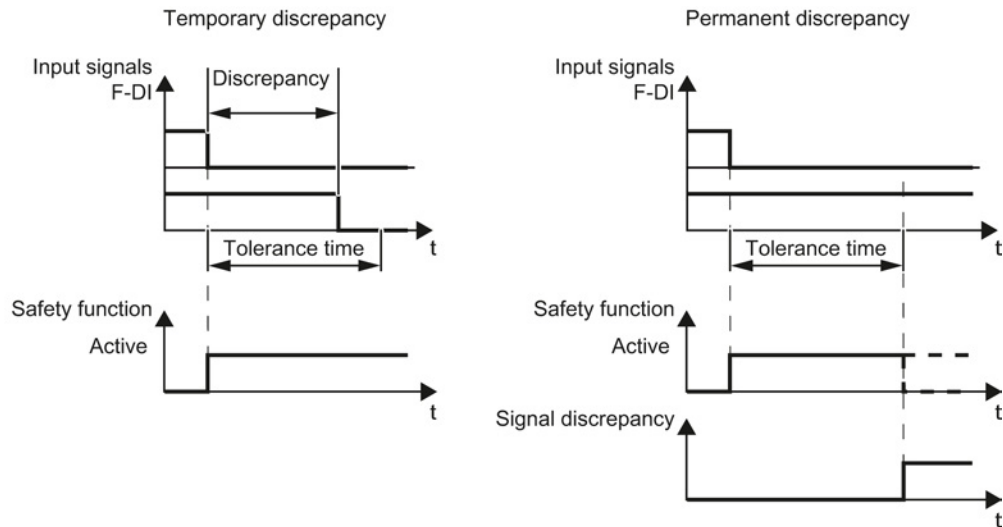 Temporary discrepancy
Input signals
F-DI
Discrepancy
t
Tolerance time
Safety function
Active
t
Permanent discrepancy
Input signals
F-DI
t
Tolerance time
Safety function
Active
t
Signal discrepancy
t